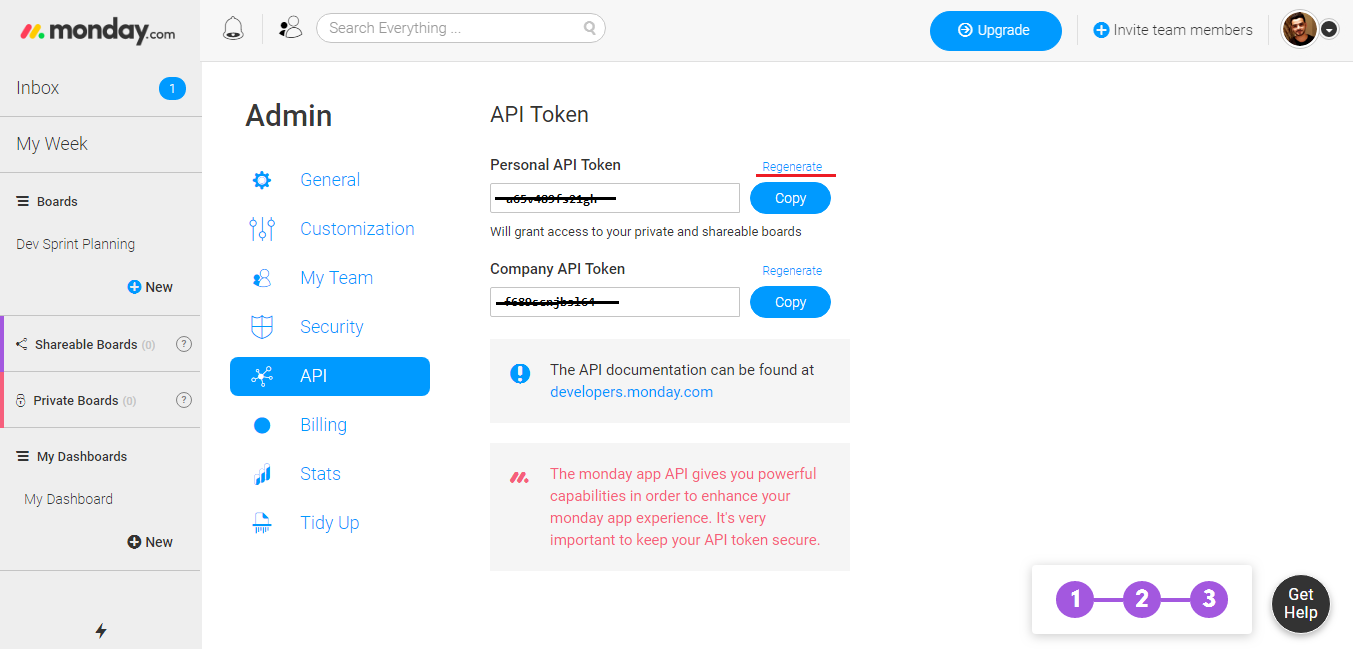 monday.com
Search Everything ...
Upgrade
Invite team members
Inbox
1
My Week
Boards
Dev Sprint Planning
New
Shareable Boards (0)
?
Private Boards (0)
?
My Dashboards
My Dashboard
New
Admin
General
Customization
My Team
Security
API
Billing
Stats
Tidy Up
API Token
Personal API Token
Regenerate
Copy
Will grant access to your private and shareable boards
Company API Token
Regenerate
Copy
The API documentation can be found at
developers.monday.com
The monday app API gives you powerful
capabilities in order to enhance your
monday app experience. It's very
important to keep your API token secure.
1 2 3
Get
Help